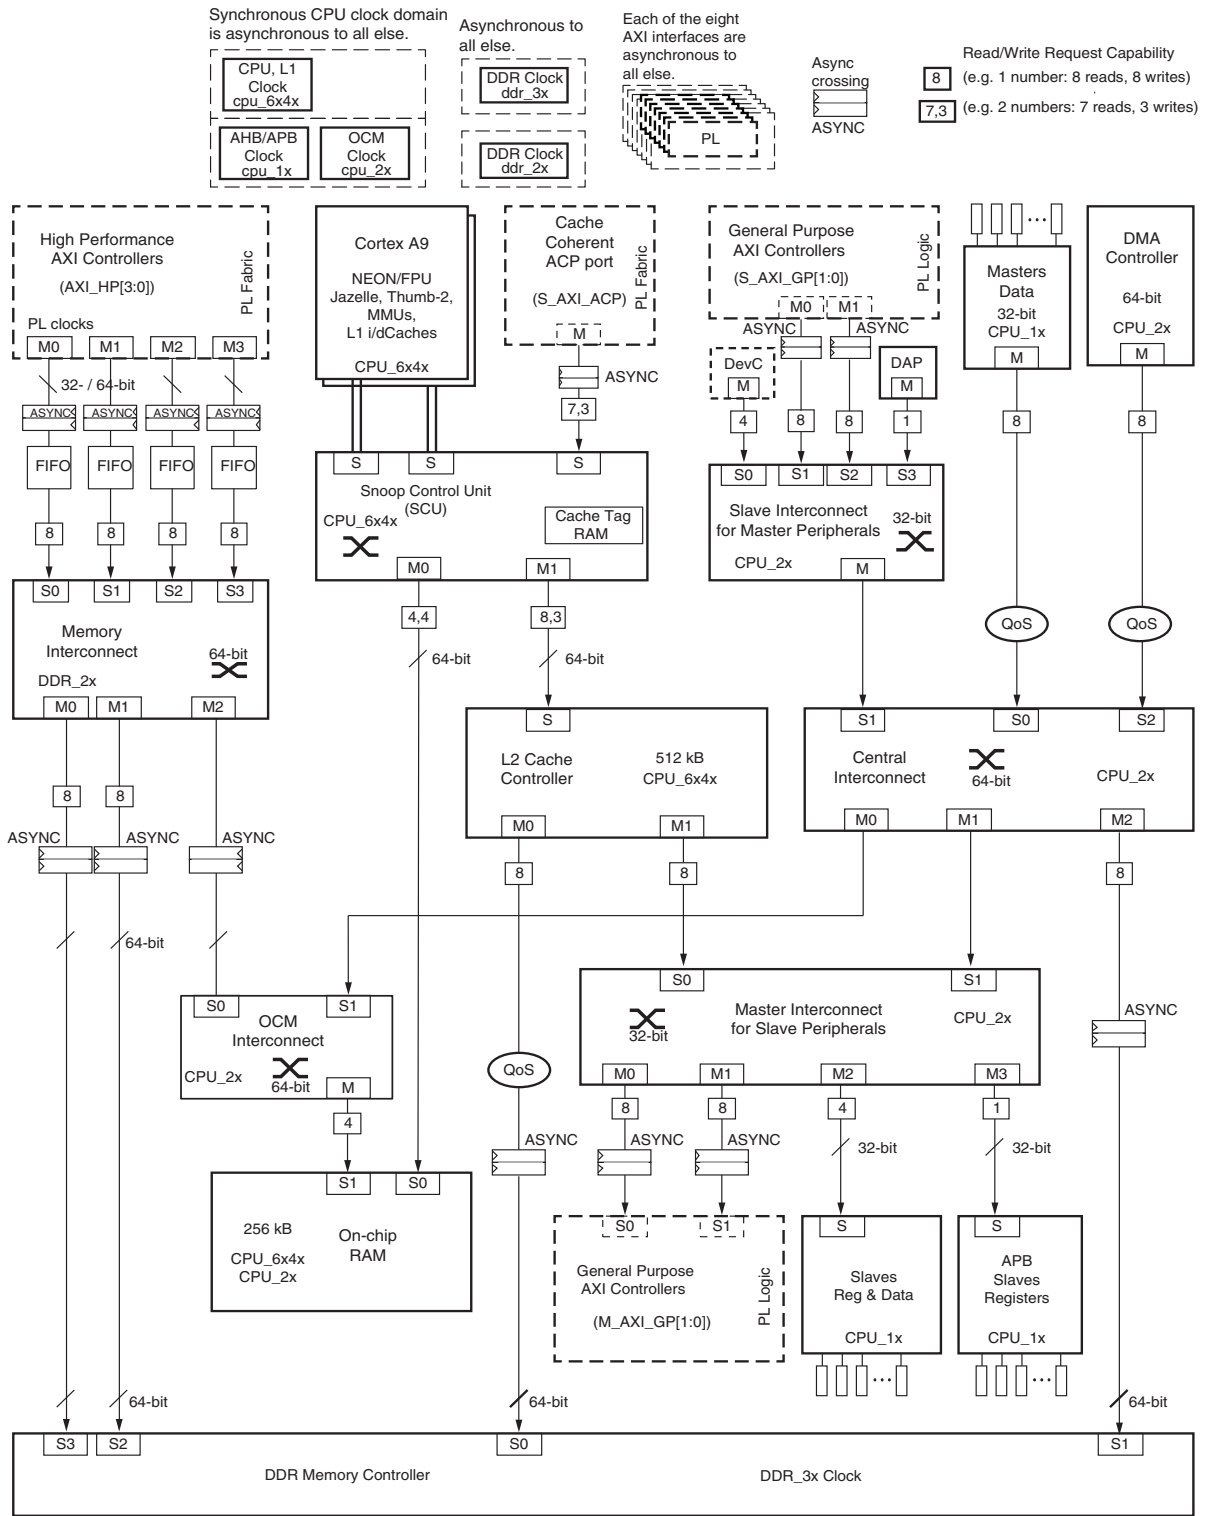 Synchronous CPU clock domain
is asynchronous to all else.
CPU, L1
Clock
cpu_6x4x
AHB/APB
Clock
cpu_1x
OCM
Clock
cpu_2x
Asynchronous to
all else.
DDR Clock
ddr_3x
DDR Clock
ddr_2x
Each of the eight
AXI interfaces are
asynchronous to
all else.
PL
Async
crossing
ASYNC
Read/Write Request Capability
8
(e.g. 1 number: 8 reads, 8 writes)
7,3
(e.g. 2 numbers: 7 reads, 3 writes)
High Performance
AXI Controllers
(AXI_HP[3:0])
PL Fabric
PL clocks
M0 M1 M2 M3
32- / 64-bit
ASYNC ASYNC ASYNC ASYNC
FIFO FIFO FIFO FIFO
8 8 8 8
Cortex A9
NEON/FPU
Jazelle, Thumb-2,
MMUs,
L1 i/dCaches
CPU_6x4x
Cache
Coherent
ACP port
(S_AXI_ACP)
PL Fabric
M
ASYNC
7,3
General Purpose
AXI Controllers
(S_AXI_GP[1:0])
PL Logic
M0 M1
ASYNC ASYNC
DevC
M
DAP
M
4 8 8 1
Masters
Data
32-bit
CPU_1x
M
8
DMA
Controller
64-bit
CPU_2x
M
8
S S S
Snoop Control Unit
(SCU)
CPU_6x4x
Cache Tag
RAM
M0 M1
4,4 8,3
64-bit 64-bit
S0 S1 S2 S3
Slave Interconnect
for Master Peripherals
32-bit
CPU_2x
M
QoS QoS
S0 S1 S2 S3
Memory
Interconnect
64-bit
DDR_2x
M0 M1 M2
8 8
ASYNC ASYNC ASYNC
64-bit
S
L2 Cache
Controller
512 kB
CPU_6x4x
M0 M1
8 8
S1 S0 S2
Central
Interconnect
64-bit
CPU_2x
M0 M1 M2
8
ASYNC
S0 S1
OCM
Interconnect
CPU_2x
64-bit
M
4
S0 S1
Master Interconnect
for Slave Peripherals
32-bit
CPU_2x
M0 M1 M2 M3
8 8 4 1
QoS
ASYNC ASYNC ASYNC
32-bit 32-bit
S1 S0
256 kB
CPU_6x4x
CPU_2x
On-chip
RAM
S0 S1
General Purpose
AXI Controllers
(M_AXI_GP[1:0])
PL Logic
S
Slaves
Reg & Data
CPU_1x
S
APB
Slaves
Registers
CPU_1x
64-bit 64-bit 64-bit
S3 S2 S0 S1
DDR Memory Controller
DDR_3x Clock